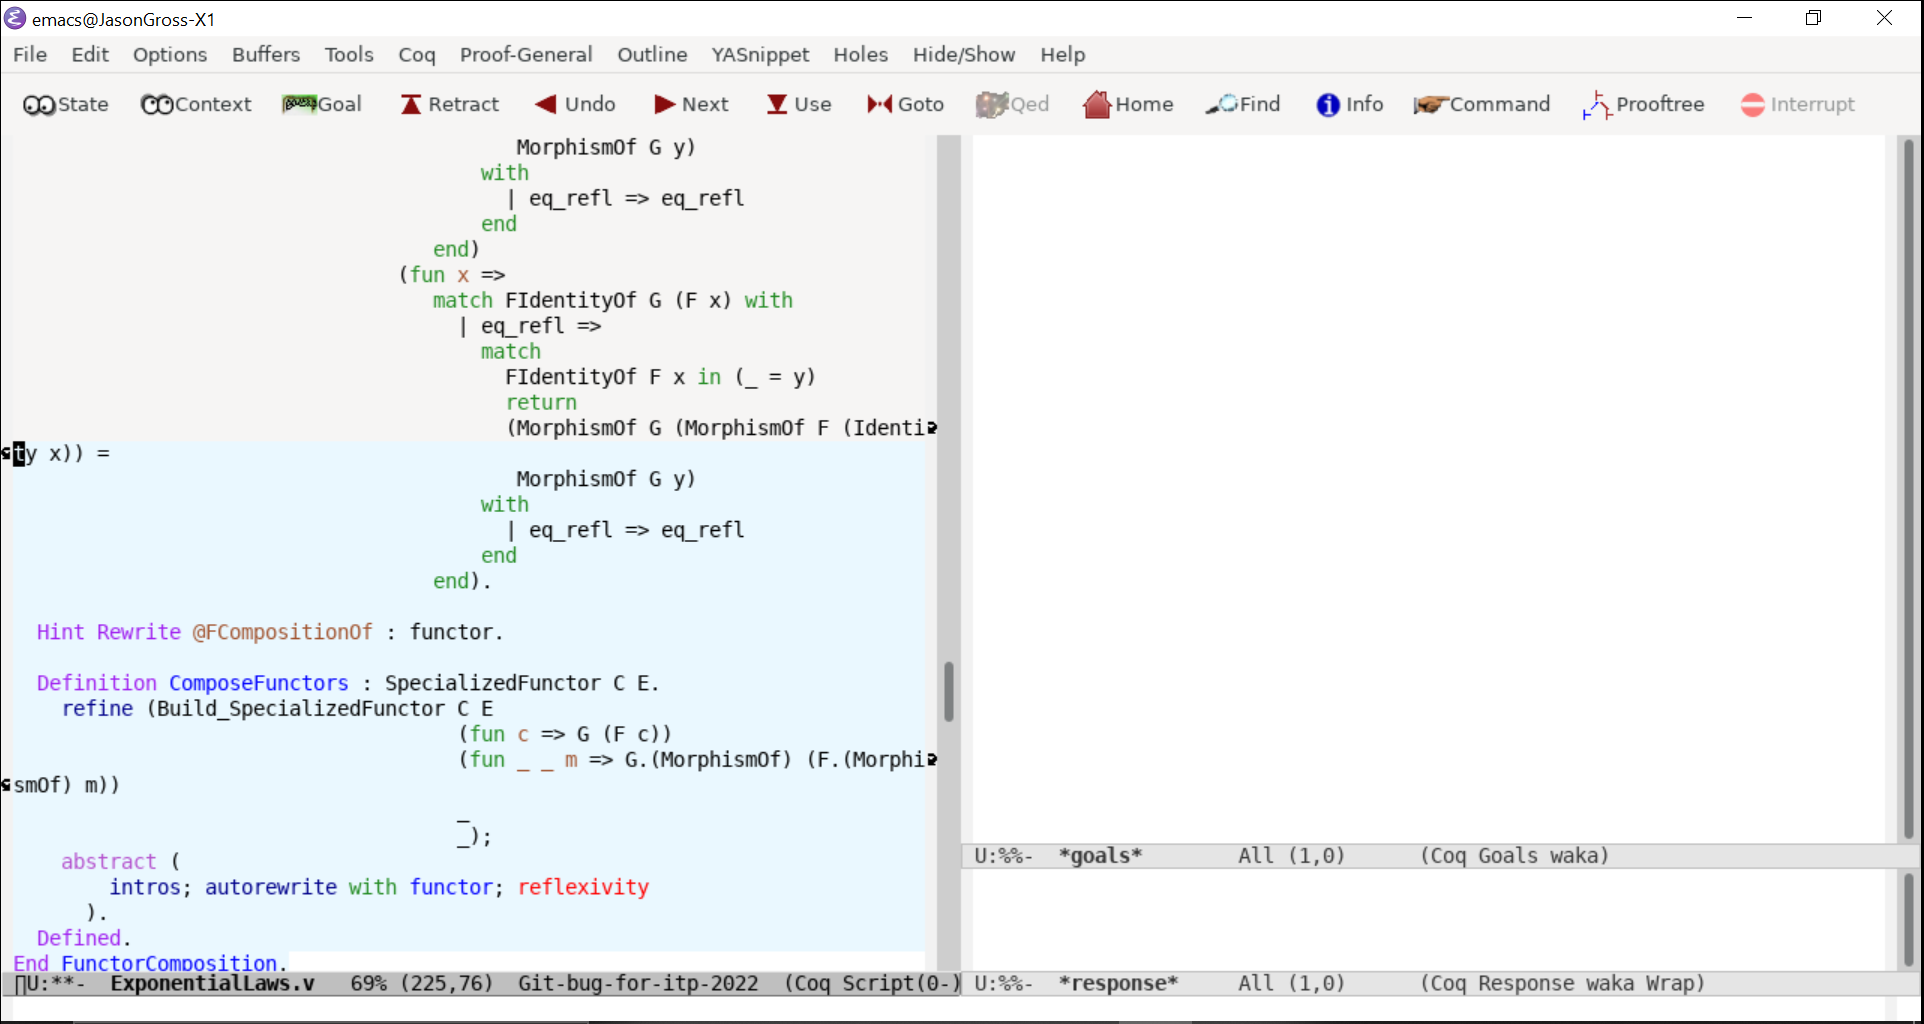 emacs@JasonGross-X1
File Edit Options Buffers Tools Coq Proof-General Outline YASnippet Holes Hide/Show Help
State Context Goal Retract Undo Next Use Goto Qed Home Find Info Command Prooftree Interrupt
MorphismOf G y)
with
| eq_refl => eq_refl
end
end)
(fun x =>
match FIdentityOf G (F x) with
| eq_refl =>
match
FIdentityOf F x in (_ = y)
return
(MorphismOf G (MorphismOf F (Identi
ty x)) =
MorphismOf G y)
with
| eq_refl => eq_refl
end
end).
Hint Rewrite @FCompositionOf : functor.
Definition ComposeFunctors : SpecializedFunctor C E.
refine (Build_SpecializedFunctor C E
(fun c => G (F c))
(fun _ _ m => G.(MorphismOf) (F.(Morphi
smOf) m))
_
_);
abstract (
intros; autorewrite with functor; reflexivity
).
Defined.
End FunctorComposition.
U:**-  ExponentialLaws.v   69% (225,76)  Git-bug-for-itp-2022  (Coq Script(0-)
U:%%-  *goals*        All (1,0)      (Coq Goals waka)
U:%%-  *response*     All (1,0)      (Coq Response waka Wrap)